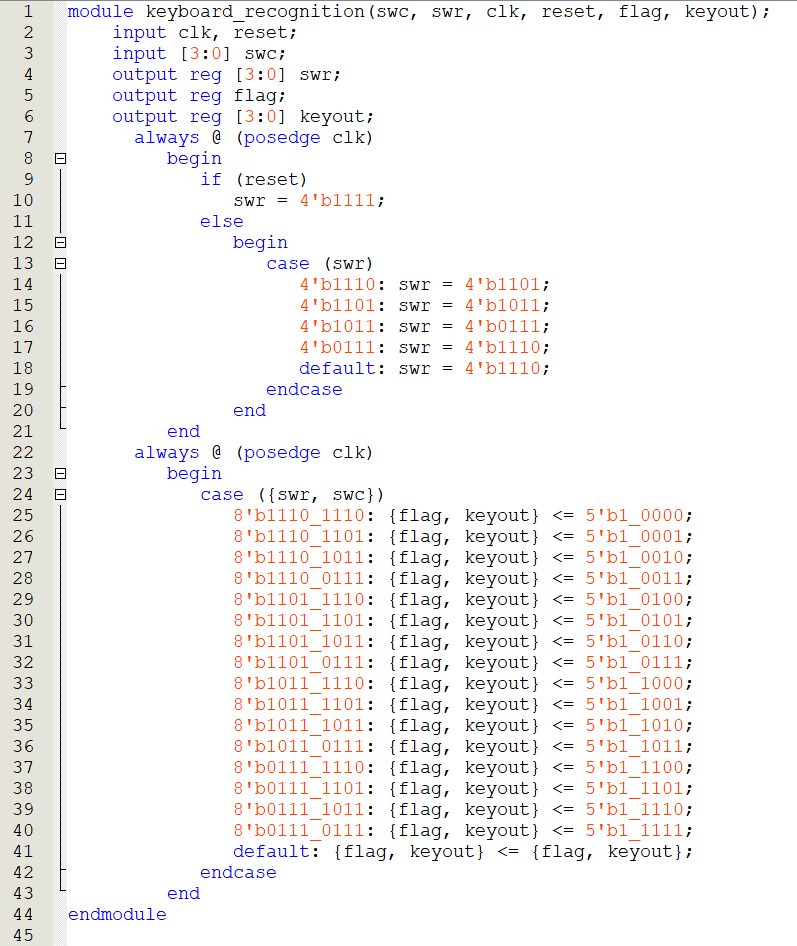 1 module keyboard_recognition(swc, swr, clk, reset, flag, keyout);
2 input clk, reset;
3 input [3:0] swc;
4 output reg [3:0] swr;
5 output reg flag;
6 output reg [3:0] keyout;
7 always @ (posedge clk)
8 begin
9 if (reset)
10 swr = 4'b1111;
11 else
12 begin
13 case (swr)
14 4'b1110: swr = 4'b1101;
15 4'b1101: swr = 4'b1011;
16 4'b1011: swr = 4'b0111;
17 4'b0111: swr = 4'b1110;
18 default: swr = 4'b1110;
19 endcase
20 end
21 end
22 always @ (posedge clk)
23 begin
24 case ({swr, swc})
25 8'b1110_1110: {flag, keyout} <= 5'b1_0000;
26 8'b1110_1101: {flag, keyout} <= 5'b1_0001;
27 8'b1110_1011: {flag, keyout} <= 5'b1_0010;
28 8'b1110_0111: {flag, keyout} <= 5'b1_0011;
29 8'b1101_1110: {flag, keyout} <= 5'b1_0100;
30 8'b1101_1101: {flag, keyout} <= 5'b1_0101;
31 8'b1101_1011: {flag, keyout} <= 5'b1_0110;
32 8'b1101_0111: {flag, keyout} <= 5'b1_0111;
33 8'b1011_1110: {flag, keyout} <= 5'b1_1000;
34 8'b1011_1101: {flag, keyout} <= 5'b1_1001;
35 8'b1011_1011: {flag, keyout} <= 5'b1_1010;
36 8'b1011_0111: {flag, keyout} <= 5'b1_1011;
37 8'b0111_1110: {flag, keyout} <= 5'b1_1100;
38 8'b0111_1101: {flag, keyout} <= 5'b1_1101;
39 8'b0111_1011: {flag, keyout} <= 5'b1_1110;
40 8'b0111_0111: {flag, keyout} <= 5'b1_1111;
41 default: {flag, keyout} <= {flag, keyout};
42 endcase
43 end
44 endmodule
45